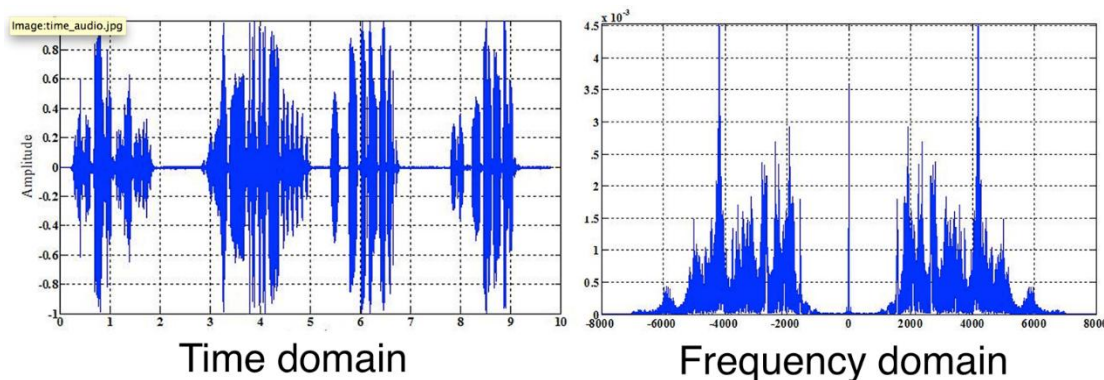 Image:time_audio.jpg
Amplitude
0.8
0.6
0.4
0.2
0
-0.2
-0.4
-0.6
-0.8
-1
0 1 2 3 4 5 6 7 8 9 10
Time domain
x 10^-3
4.5
4
3.5
3
2.5
2
1.5
1
0.5
0
-8000 -6000 -4000 -2000 0 2000 4000 6000 8000
Frequency domain